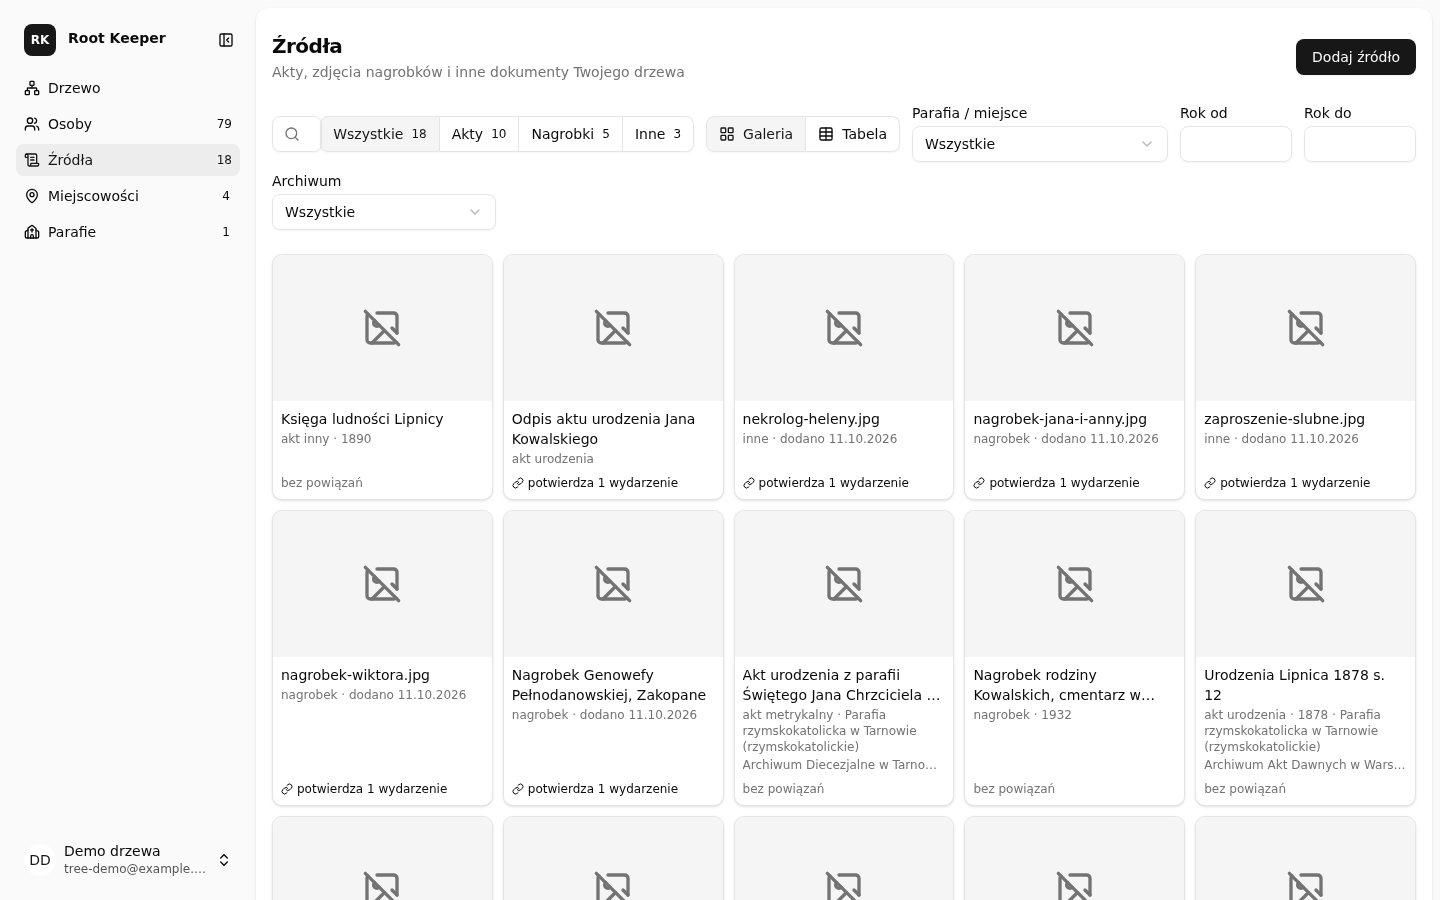 RK
Root Keeper
Drzewo
Osoby 79
Źródła 18
Miejscowości 4
Parafie 1
Demo drzewa
DD
tree-demo@example....
Źródła
Akty, zdjęcia nagrobków i inne dokumenty Twojego drzewa
Dodaj źródło
Wszystkie 18
Akty 10
Nagrobki 5
Inne 3
Galeria
Tabela
Parafia / miejsce
Wszystkie
Rok od
Rok do
Archiwum
Wszystkie
Księga ludności Lipnicy
akt inny · 1890
bez powiązań
Odpis aktu urodzenia Jana
Kowalskiego
akt urodzenia
potwierdza 1 wydarzenie
nekrolog-heleny.jpg
inne · dodano 11.10.2026
potwierdza 1 wydarzenie
nagrobek-jana-i-anny.jpg
nagrobek · dodano 11.10.2026
potwierdza 1 wydarzenie
zaproszenie-slubne.jpg
inne · dodano 11.10.2026
potwierdza 1 wydarzenie
nagrobek-wiktora.jpg
nagrobek · dodano 11.10.2026
potwierdza 1 wydarzenie
Nagrobek Genowefy
Pełnodanowskiej, Zakopane
nagrobek · dodano 11.10.2026
potwierdza 1 wydarzenie
Akt urodzenia z parafii
Świętego Jana Chrzciciela ...
akt metrykalny · Parafia
rzymskokatolicka w Tarnowie
(rzymskokatolickie)
Archiwum Diecezjalne w Tarno...
bez powiązań
Nagrobek rodziny
Kowalskich, cmentarz w...
nagrobek · 1932
bez powiązań
Urodzenia Lipnica 1878 s.
12
akt urodzenia · 1878 · Parafia
rzymskokatolicka w Tarnowie
(rzymskokatolickie)
Archiwum Akt Dawnych w Wars...
bez powiązań